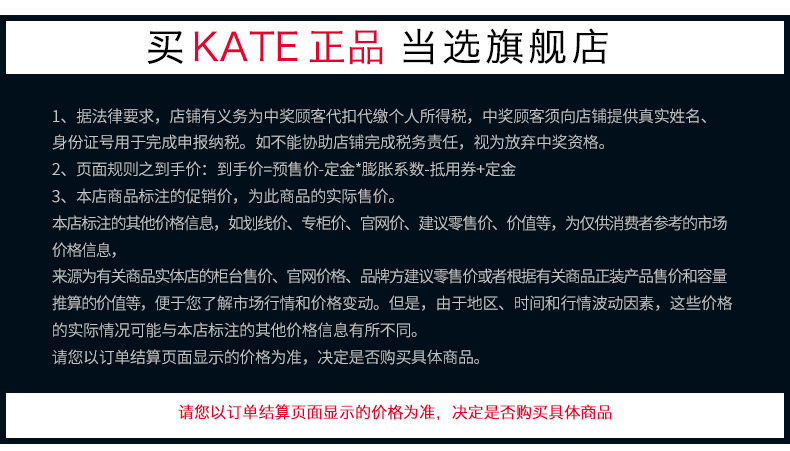 买KATE 正品 当选旗舰店
1、据法律要求，店铺有义务为中奖顾客代扣代缴个人所得税，中奖顾客须向店铺提供真实姓名、
身份证号用于完成申报纳税。如不能协助店铺完成税务责任，视为放弃中奖资格。
2、页面规则之到手价：到手价=预售价-定金*膨胀系数-抵用券+定金
3、本店商品标注的促销价，为此商品的实际售价。
本店标注的其他价格信息，如划线价、专柜价、官网价、建议零售价、价值等，为仅供消费者参考的市场
价格信息，
来源为有关商品实体店的柜台售价、官网价格、品牌方建议零售价或者根据有关商品正装产品售价和容量
推算的价值等，便于您了解市场行情和价格变动。但是，由于地区、时间和行情波动因素，这些价格
的实际情况可能与本店标注的其他价格信息有所不同。
请您以订单结算页面显示的价格为准，决定是否购买具体商品。
请您以订单结算页面显示的价格为准，决定是否购买具体商品